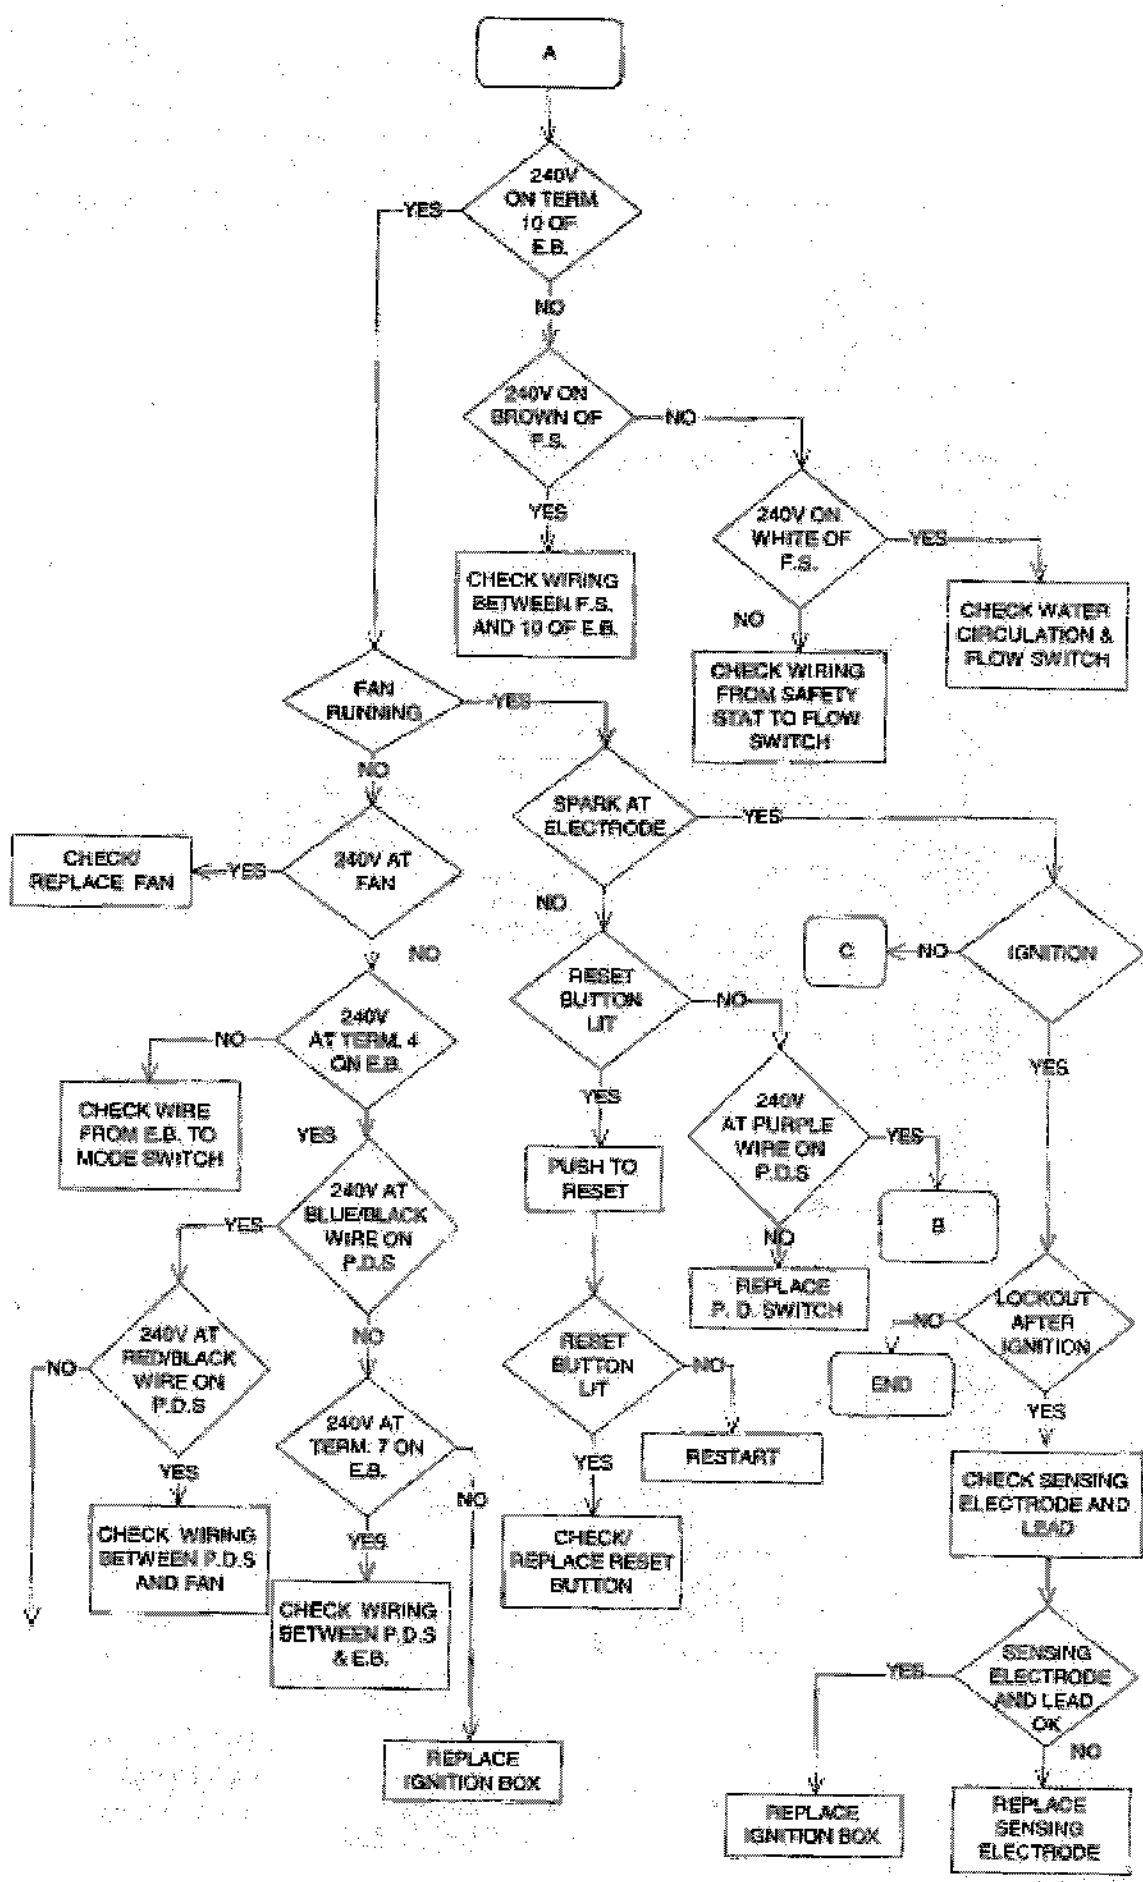 A
240V
ON TERM.
10 OF
E.B.
YES
NO
240V ON
BROWN OF
F.S.
NO
YES
240V ON
WHITE OF
F.S.
YES
NO
CHECK WIRING
BETWEEN F.S.
AND 10 OF E.B.
CHECK WATER
CIRCULATION &
FLOW SWITCH
CHECK WIRING
FROM SAFETY
STAT TO FLOW
SWITCH
FAN
RUNNING
YES
NO
SPARK AT
ELECTRODE
YES
NO
CHECK/
REPLACE FAN
YES
240V AT
FAN
NO
C
NO
IGNITION
YES
RESET
BUTTON
LIT
NO
YES
240V
AT TERM. 4
ON E.B.
NO
YES
CHECK WIRE
FROM E.B. TO
MODE SWITCH
240V
AT PURPLE
WIRE ON
P.D.S
YES
NO
PUSH TO
RESET
B
REPLACE
P. D. SWITCH
240V AT
BLUE/BLACK
WIRE ON
P.D.S
YES
NO
LOCKOUT
AFTER
IGNITION
NO
YES
END
240V AT
RED/BLACK
WIRE ON
P.D.S
NO
YES
RESET
BUTTON
LIT
NO
YES
RESTART
240V AT
TERM. 7 ON
E.B.
NO
YES
CHECK SENSING
ELECTRODE AND
LEAD
CHECK WIRING
BETWEEN P.D.S
AND FAN
CHECK/
REPLACE RESET
BUTTON
CHECK WIRING
BETWEEN P.D.S
& E.B.
SENSING
ELECTRODE
AND LEAD
OK
YES
NO
REPLACE
IGNITION BOX
REPLACE
IGNITION BOX
REPLACE
SENSING
ELECTRODE